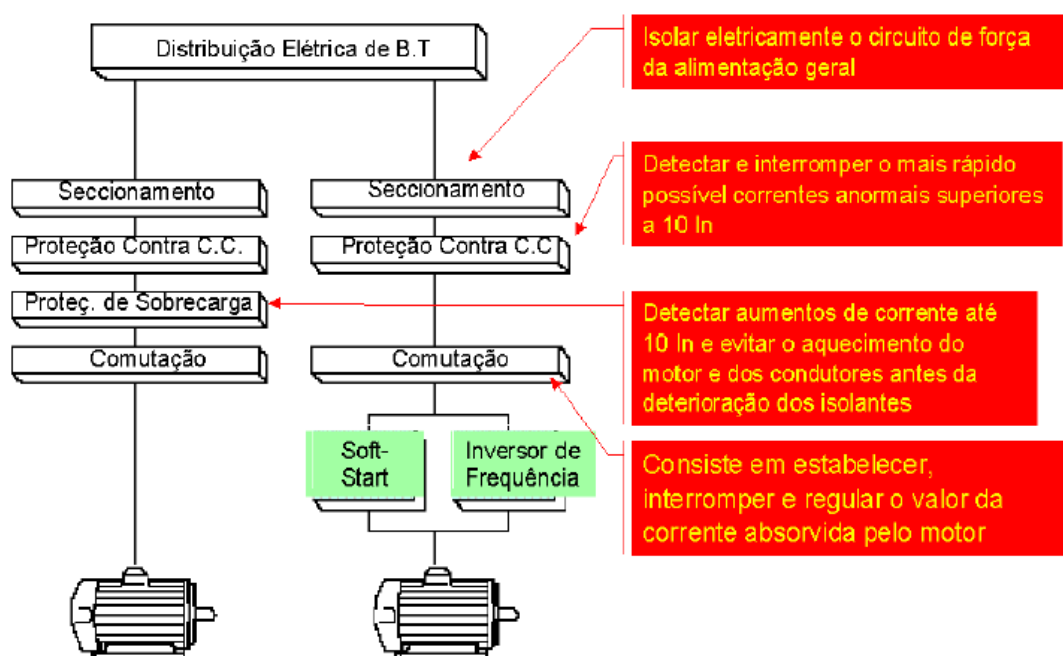 Distribuição Elétrica de B.T
Isolar eletricamente o circuito de força
da alimentação geral
Seccionamento
Seccionamento
Detectar e interromper o mais rápido
possível correntes anormais superiores
a 10 In
Proteção Contra C.C.
Proteção Contra C.C
Proteç. de Sobrecarga
Detectar aumentos de corrente até
10 In e evitar o aquecimento do
motor e dos condutores antes da
deterioração dos isolantes
Comutação
Comutação
Soft-
Start
Inversor de
Frequência
Consiste em estabelecer,
interromper e regular o valor da
corrente absorvida pelo motor